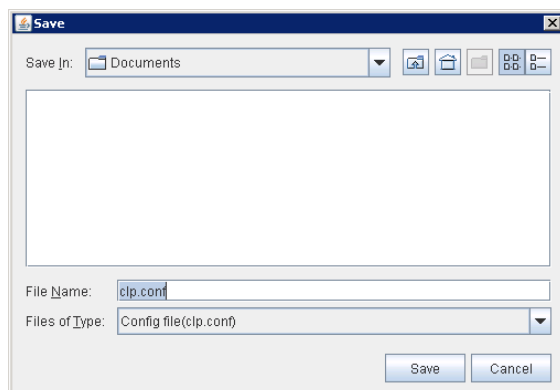 Save
Save In: Documents
File Name: clp.conf
Files of Type: Config file(clp.conf)
Save Cancel